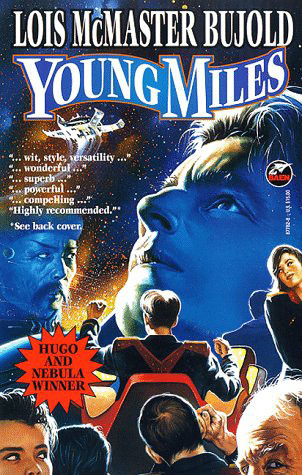 LOIS McMASTER BUJOLD
YOUNG MILES
"... wit, style, versatility ..."
"... wonderful ..."
"... superb ..."
"... powerful ..."
"... compelling ..."
"Highly recommended."*
*See back cover.
BAEN
HUGO
AND
NEBULA
WINNER